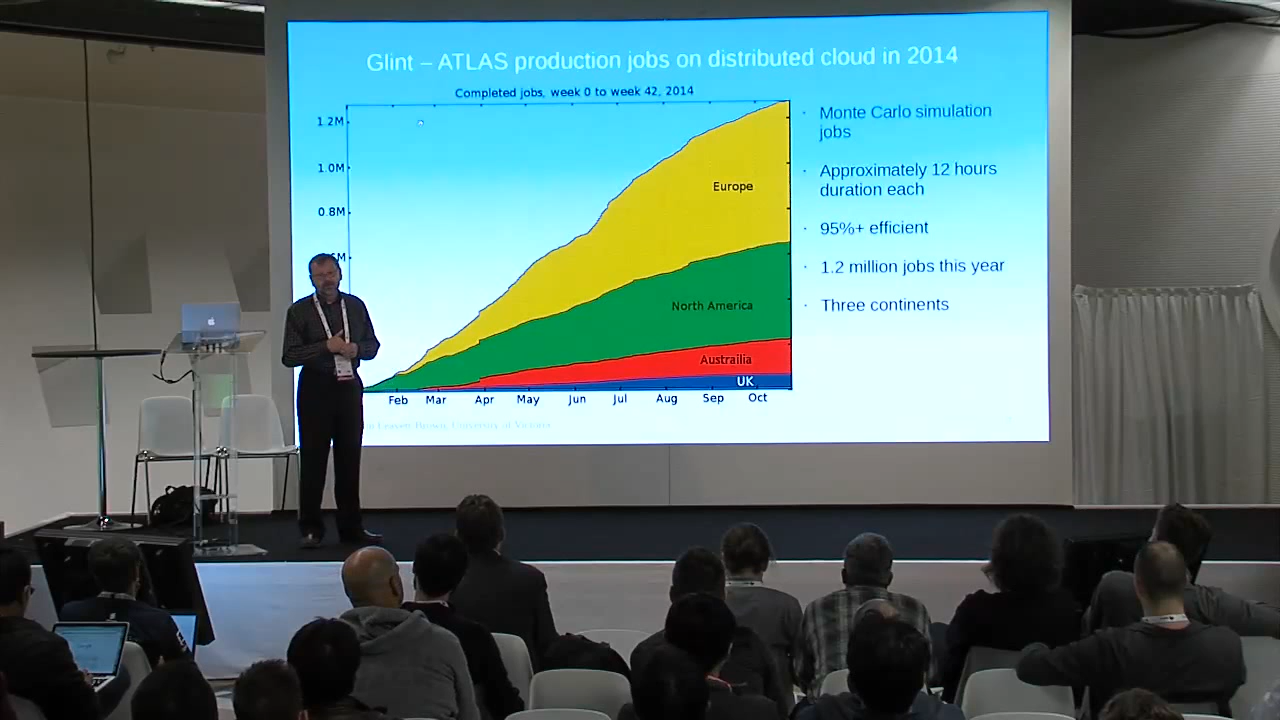 Glint – ATLAS production jobs on distributed cloud in 2014
Completed jobs, week 0 to week 42, 2014
1.2M
1.0M
0.8M
Europe
North America
Austrailia
UK
Feb Mar Apr May Jun Jul Aug Sep Oct
· Monte Carlo simulation
jobs
· Approximately 12 hours
duration each
· 95%+ efficient
· 1.2 million jobs this year
· Three continents